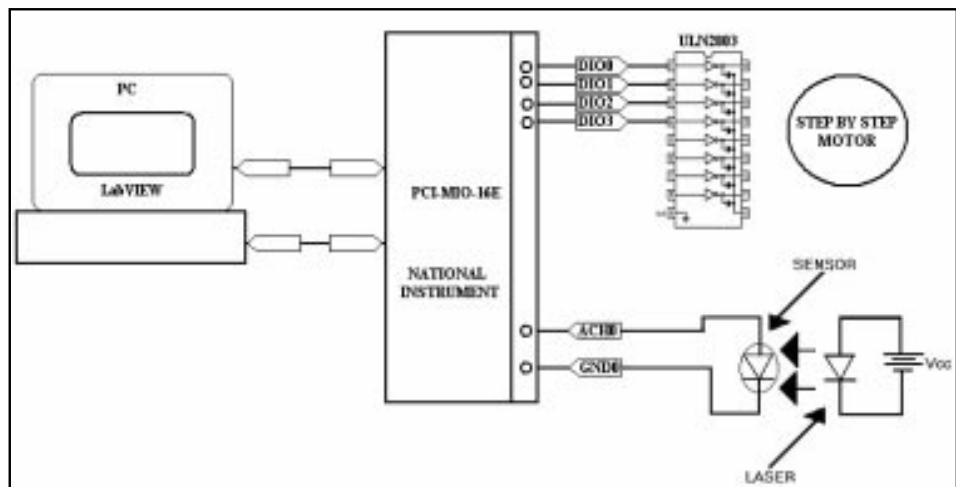 PC
LabVIEW
PCI-MIO-16E
NATIONAL
INSTRUMENT
DIO0
DIO1
DIO2
DIO3
ULN2003
STEP BY STEP
MOTOR
SENSOR
ACH0
GND0
Vcc
LASER